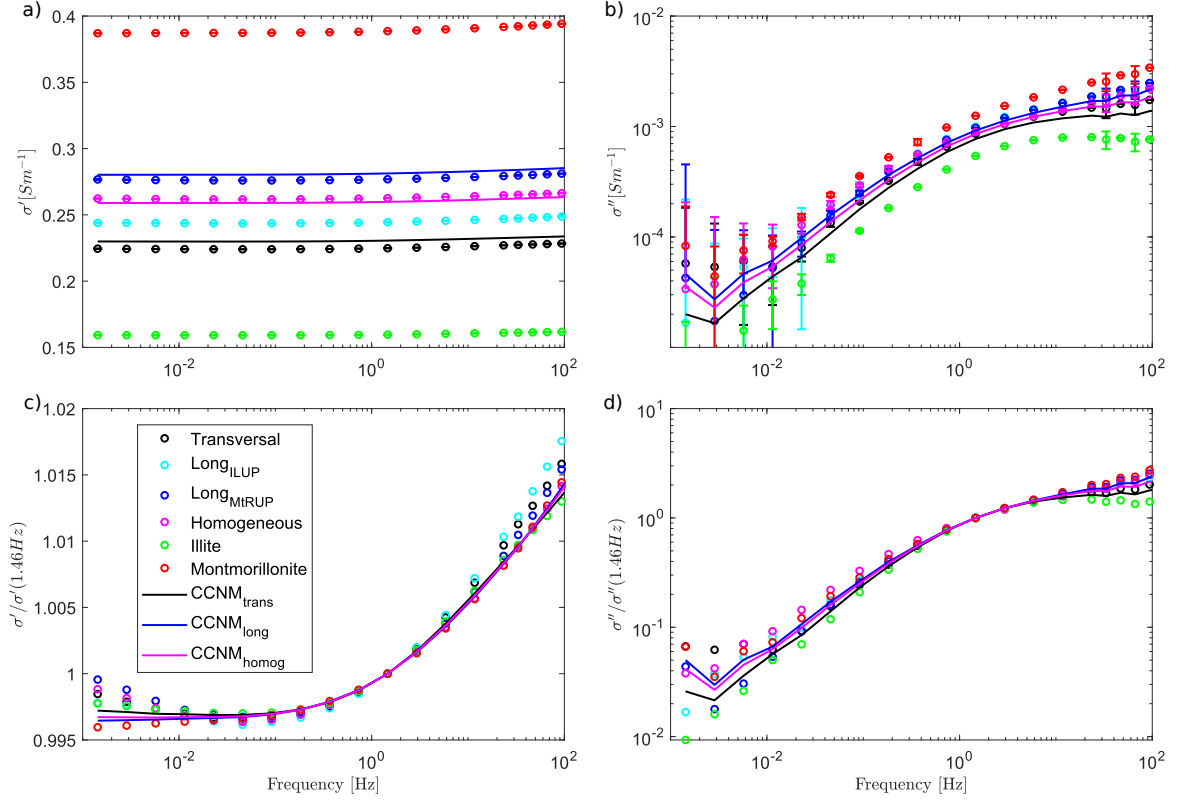 a)
0.4
0.35
0.3
0.25
0.2
0.15
σ′[Sm⁻¹]
10⁻² 10⁰ 10²
b)
10⁻²
10⁻³
10⁻⁴
σ″[Sm⁻¹]
10⁻² 10⁰ 10²
c)
1.02
1.015
1.01
1.005
1
0.995
σ′/σ′(1.46Hz)
Transversal
Long_ILUP
Long_MtRUP
Homogeneous
Illite
Montmorillonite
CCNM_trans
CCNM_long
CCNM_homog
10⁻² 10⁰ 10²
Frequency [Hz]
d)
10¹
10⁰
10⁻¹
10⁻²
σ″/σ″(1.46Hz)
10⁻² 10⁰ 10²
Frequency [Hz]